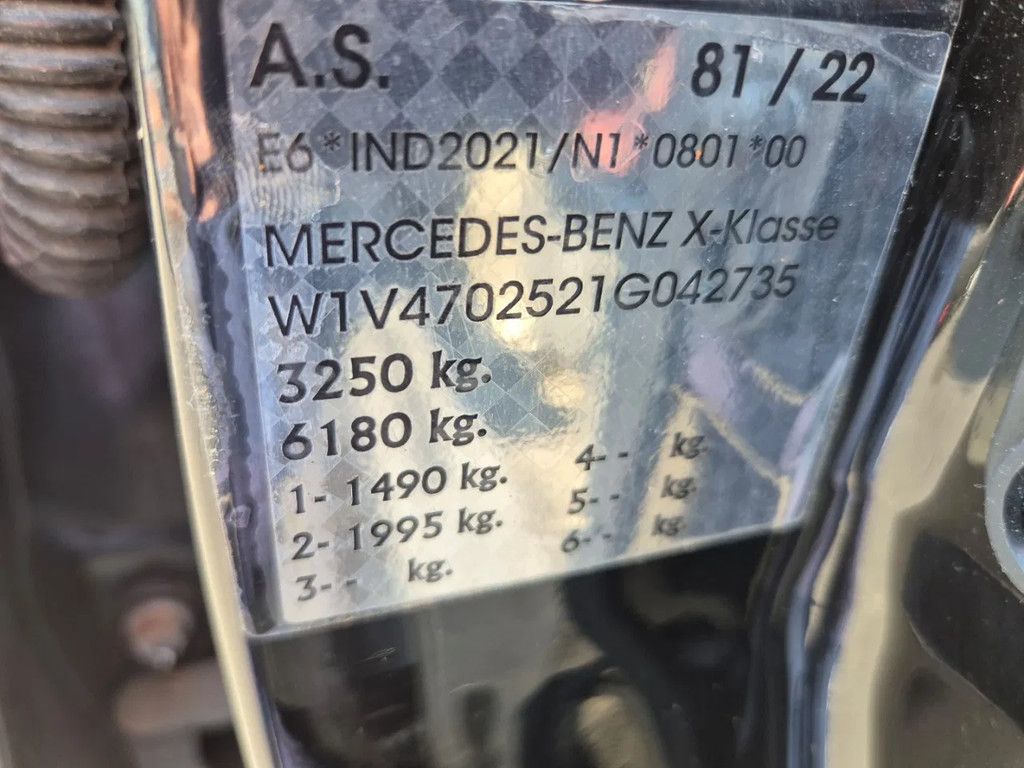 A.S. 81 / 22
E6*IND2021/N1*0801*00
MERCEDES-BENZ X-Klasse
W1V4702521G042735
3250 kg.
6180 kg.
1- 1490 kg. 4- - kg.
2- 1995 kg. 5- - kg.
3- - kg. 6- - kg.